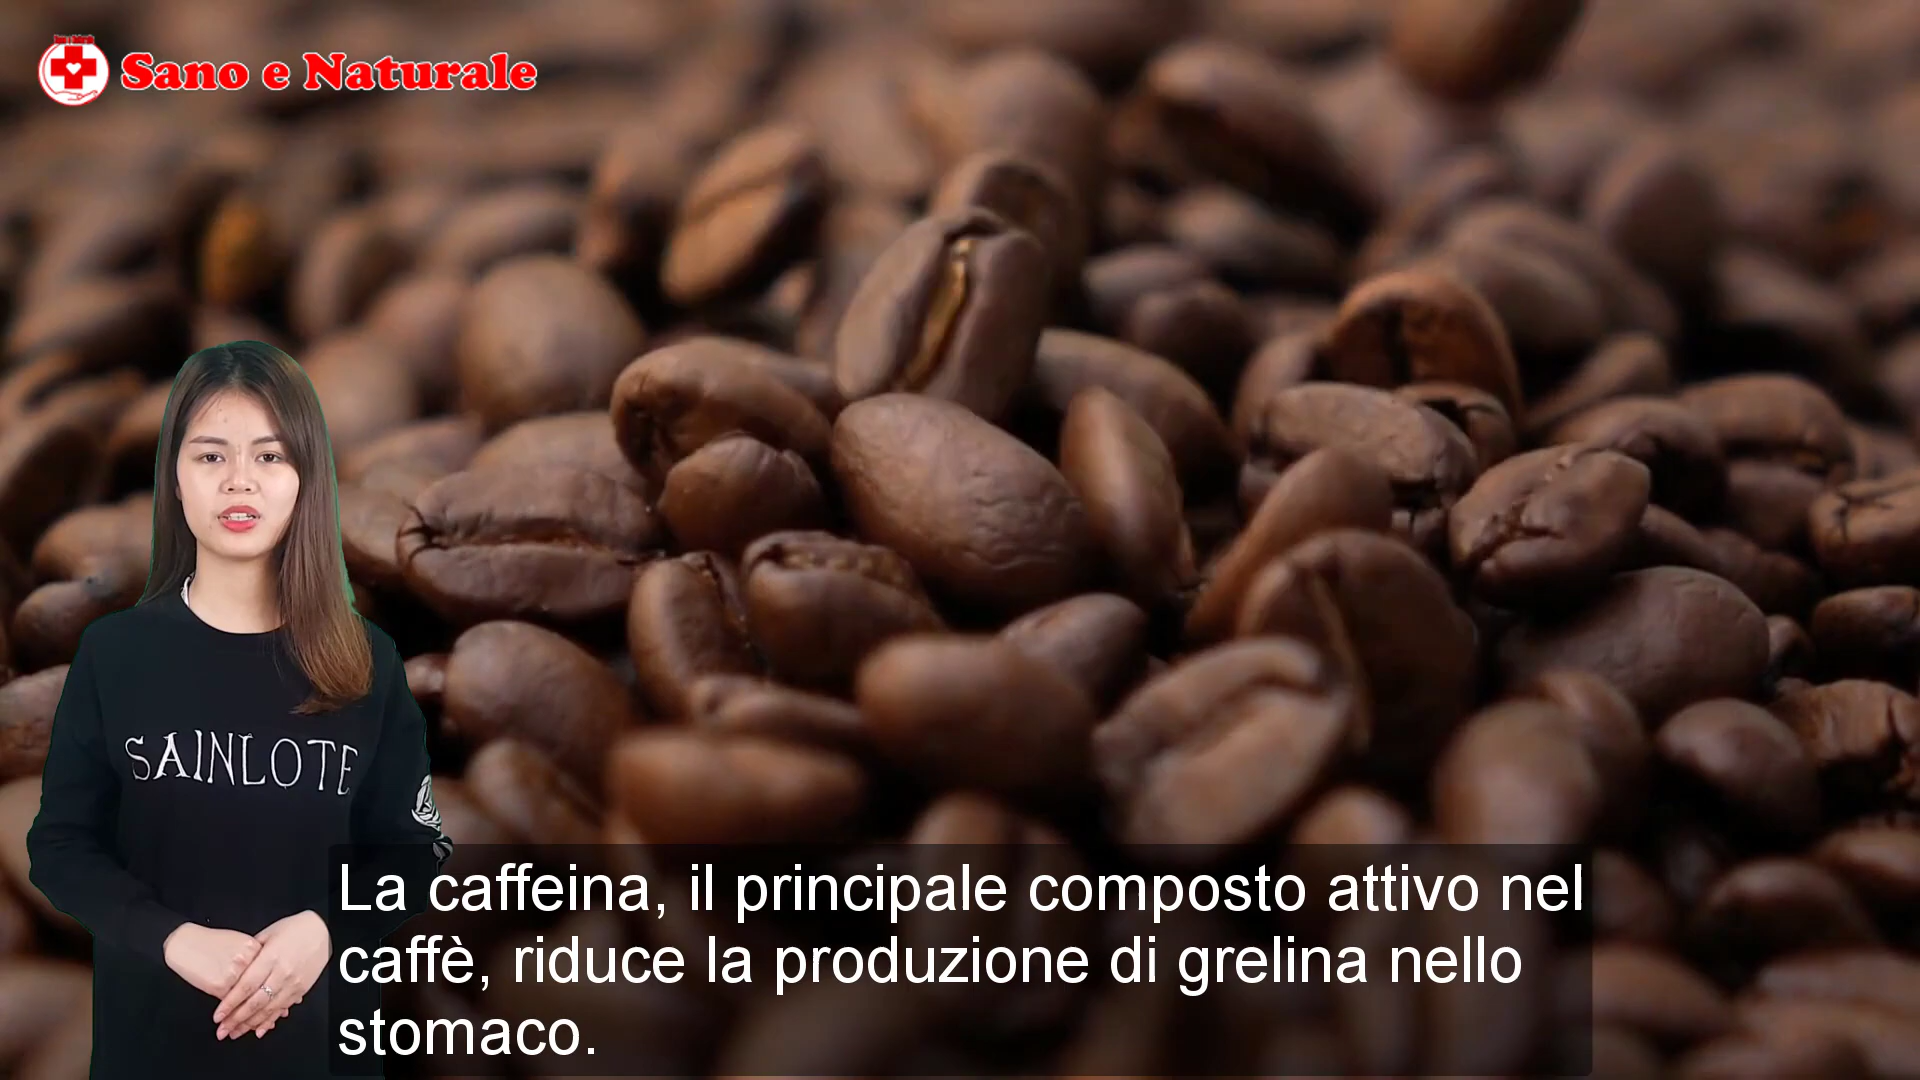 Sano e Naturale
SAINLOTE
La caffeina, il principale composto attivo nel
caffè, riduce la produzione di grelina nello
stomaco.